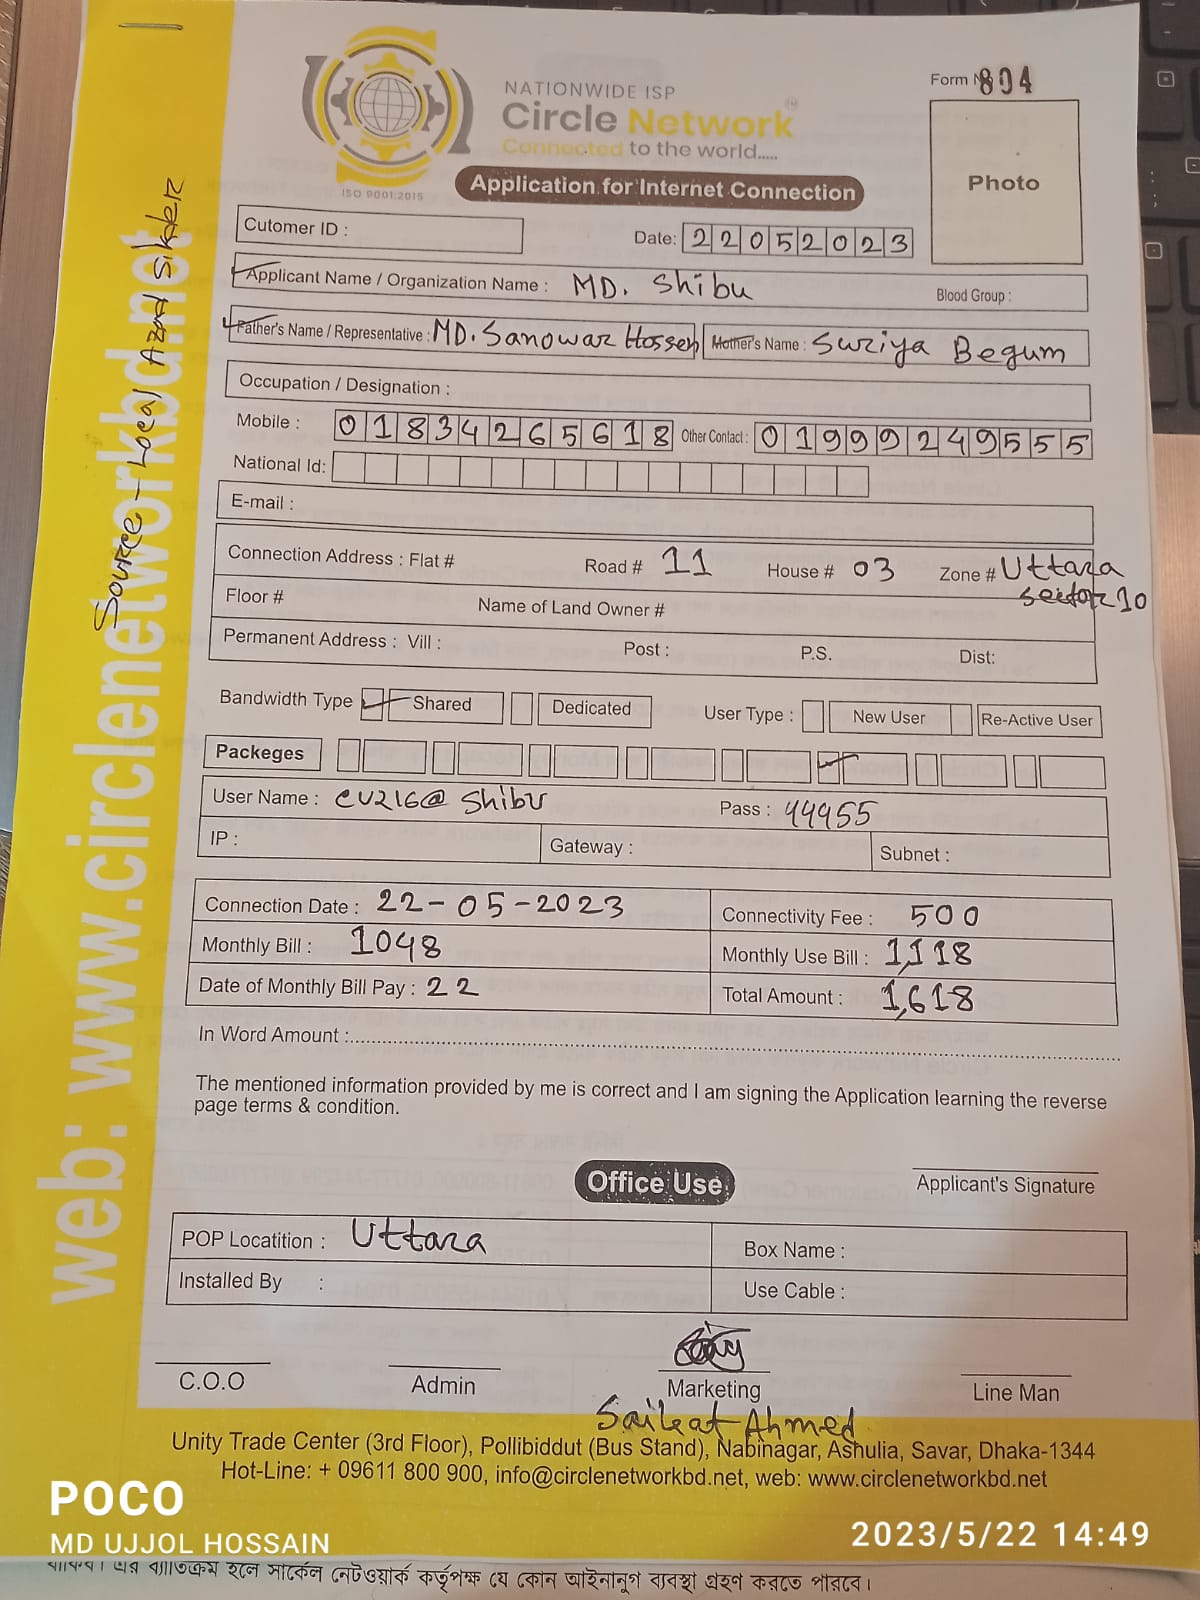 NATIONWIDE ISP
Circle Network
Connected to the world.....
ISO 9001:2015
Form No 804
Photo
Application for Internet Connection
Cutomer ID :
Date: 22052023
Applicant Name / Organization Name : MD. Shibu Blood Group :
Father's Name / Representative : MD. Sanowar Hossen Mother's Name : Suriya Begum
Occupation / Designation :
Mobile : 01834265618 Other Contact : 01999249555
National Id:
E-mail :
Connection Address : Flat # Road # 11 House # 03 Zone # Uttara
sector 10
Floor # Name of Land Owner #
Permanent Address : Vill : Post : P.S. Dist:
Bandwidth Type Shared Dedicated User Type : New User Re-Active User
Packeges
User Name : CU216@ Shibu Pass : 44955
IP : Gateway : Subnet :
Connection Date : 22-05-2023 Connectivity Fee : 500
Monthly Bill : 1048 Monthly Use Bill : 1,118
Date of Monthly Bill Pay : 22 Total Amount : 1,618
In Word Amount :
The mentioned information provided by me is correct and I am signing the Application learning the reverse
page terms & condition.
Office Use
Applicant's Signature
POP Locatition : Uttara Box Name :
Installed By : Use Cable :
C.O.O Admin Marketing Line Man
Saikat Ahmed
Unity Trade Center (3rd Floor), Pollibiddut (Bus Stand), Nabinagar, Ashulia, Savar, Dhaka-1344
Hot-Line: + 09611 800 900, info@circlenetworkbd.net, web: www.circlenetworkbd.net
web: www.circlenetworkbd.net
Source - Local Azad Sikder
POCO
MD UJJOL HOSSAIN
2023/5/22 14:49
ব্যতিক্রম হলে সার্কেল নেটওয়ার্ক কর্তৃপক্ষ যে কোন আইনানুগ ব্যবস্থা গ্রহণ করতে পারবে।